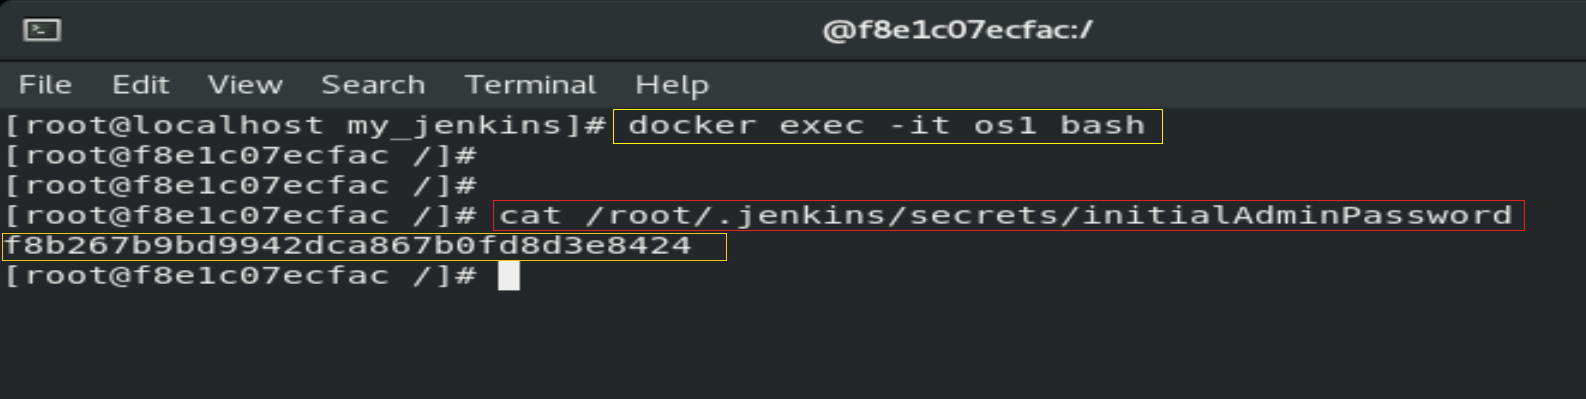 @f8e1c07ecfac:/
File Edit View Search Terminal Help
[root@localhost my_jenkins]# docker exec -it os1 bash
[root@f8e1c07ecfac /]#
[root@f8e1c07ecfac /]#
[root@f8e1c07ecfac /]# cat /root/.jenkins/secrets/initialAdminPassword
f8b267b9bd9942dca867b0fd8d3e8424
[root@f8e1c07ecfac /]#